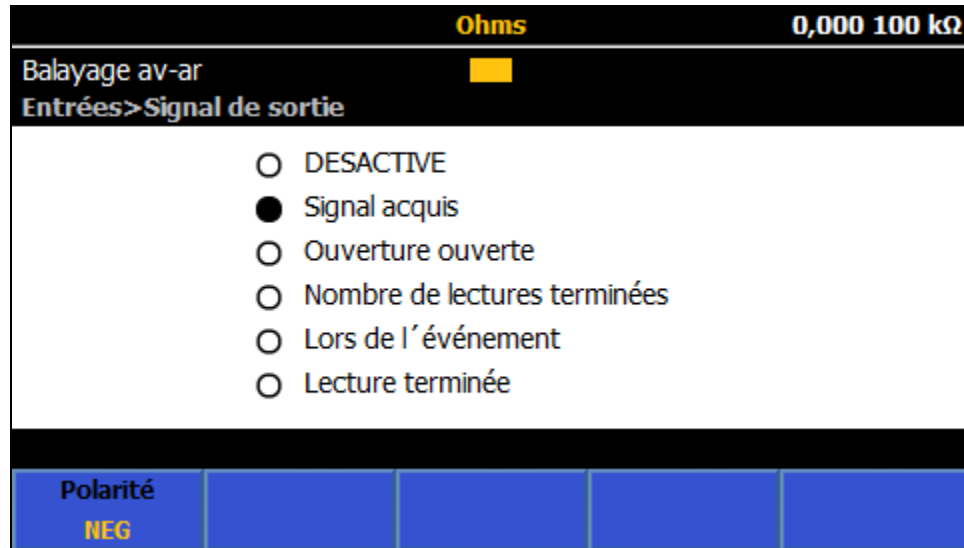 Ohms 0,000 100 kΩ
Balayage av-ar
Entrées>Signal de sortie
DESACTIVE
Signal acquis
Ouverture ouverte
Nombre de lectures terminées
Lors de l´événement
Lecture terminée
Polarité
NEG